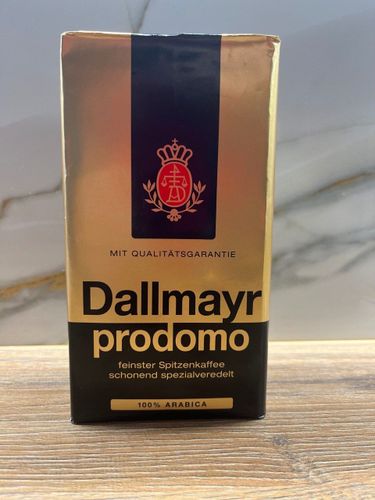 MIT QUALITÄTSGARANTIE
Dallmayr
prodomo
feinster Spitzenkaffee
schonend spezialveredelt
100% ARABICA